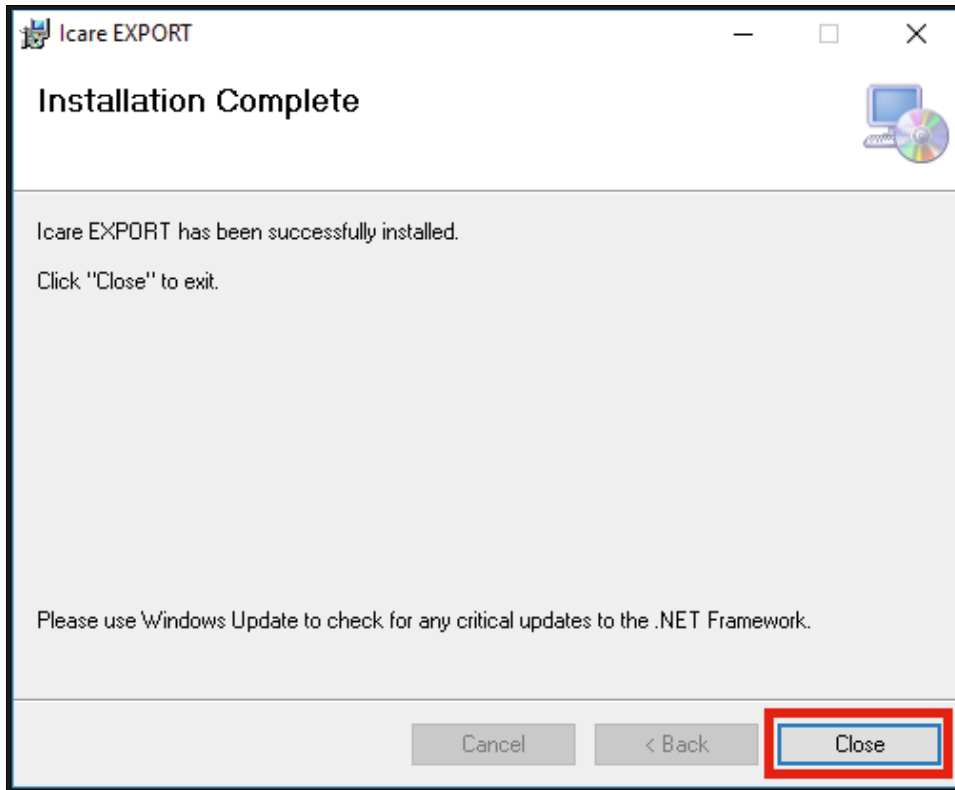 Icare EXPORT
Installation Complete
Icare EXPORT has been successfully installed.
Click "Close" to exit.
Please use Windows Update to check for any critical updates to the .NET Framework.
Cancel
< Back
Close